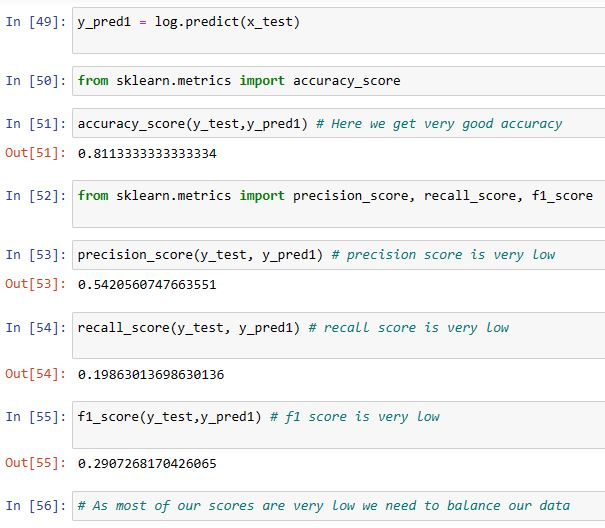 In [49]: y_pred1 = log.predict(x_test)
In [50]: from sklearn.metrics import accuracy_score
In [51]: accuracy_score(y_test,y_pred1) # Here we get very good accuracy
Out[51]: 0.8113333333333334
In [52]: from sklearn.metrics import precision_score, recall_score, f1_score
In [53]: precision_score(y_test, y_pred1) # precision score is very low
Out[53]: 0.5420560747663551
In [54]: recall_score(y_test, y_pred1) # recall score is very low
Out[54]: 0.19863013698630136
In [55]: f1_score(y_test,y_pred1) # f1 score is very low
Out[55]: 0.2907268170426065
In [56]: # As most of our scores are very low we need to balance our data